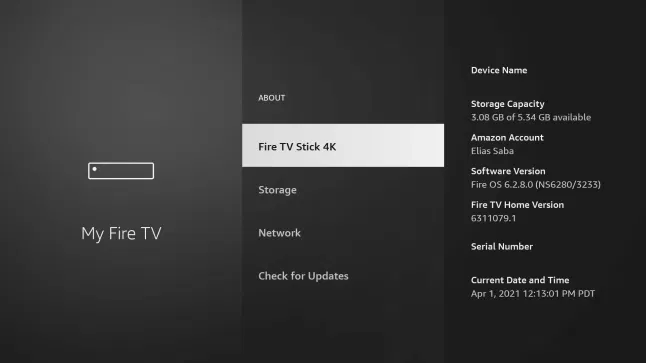 My Fire TV
ABOUT
Fire TV Stick 4K
Storage
Network
Check for Updates
Device Name
Storage Capacity
3.08 GB of 5.34 GB available
Amazon Account
Elias Saba
Software Version
Fire OS 6.2.8.0 (NS6280/3233)
Fire TV Home Version
6311079.1
Serial Number
Current Date and Time
Apr 1, 2021 12:13:01 PM PDT